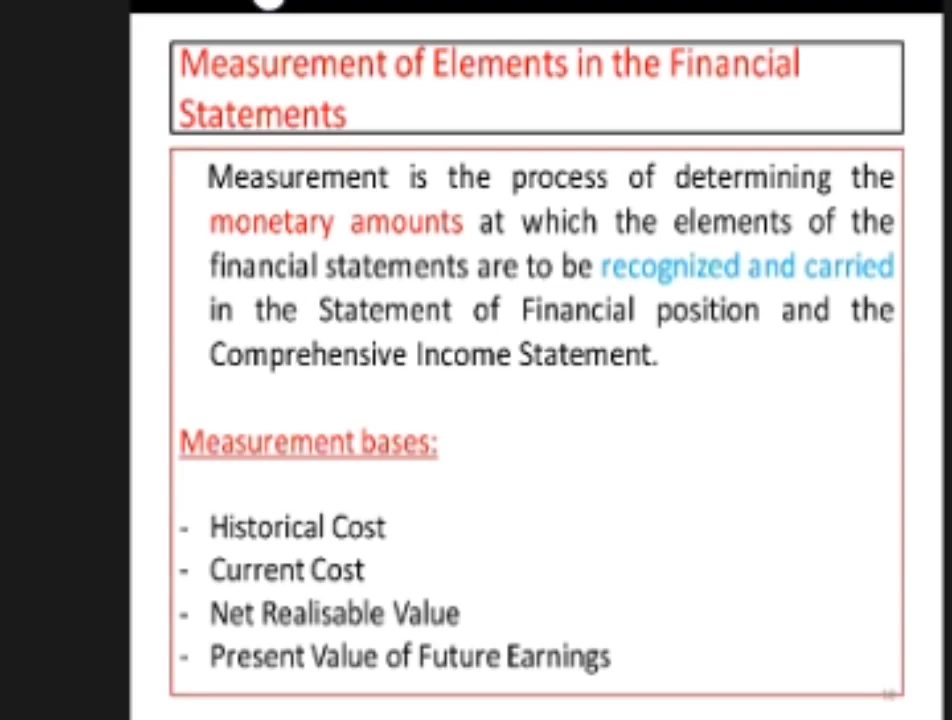 Measurement of Elements in the Financial
Statements
Measurement is the process of determining the
monetary amounts at which the elements of the
financial statements are to be recognized and carried
in the Statement of Financial position and the
Comprehensive Income Statement.
Measurement bases:
- Historical Cost
- Current Cost
- Net Realisable Value
- Present Value of Future Earnings